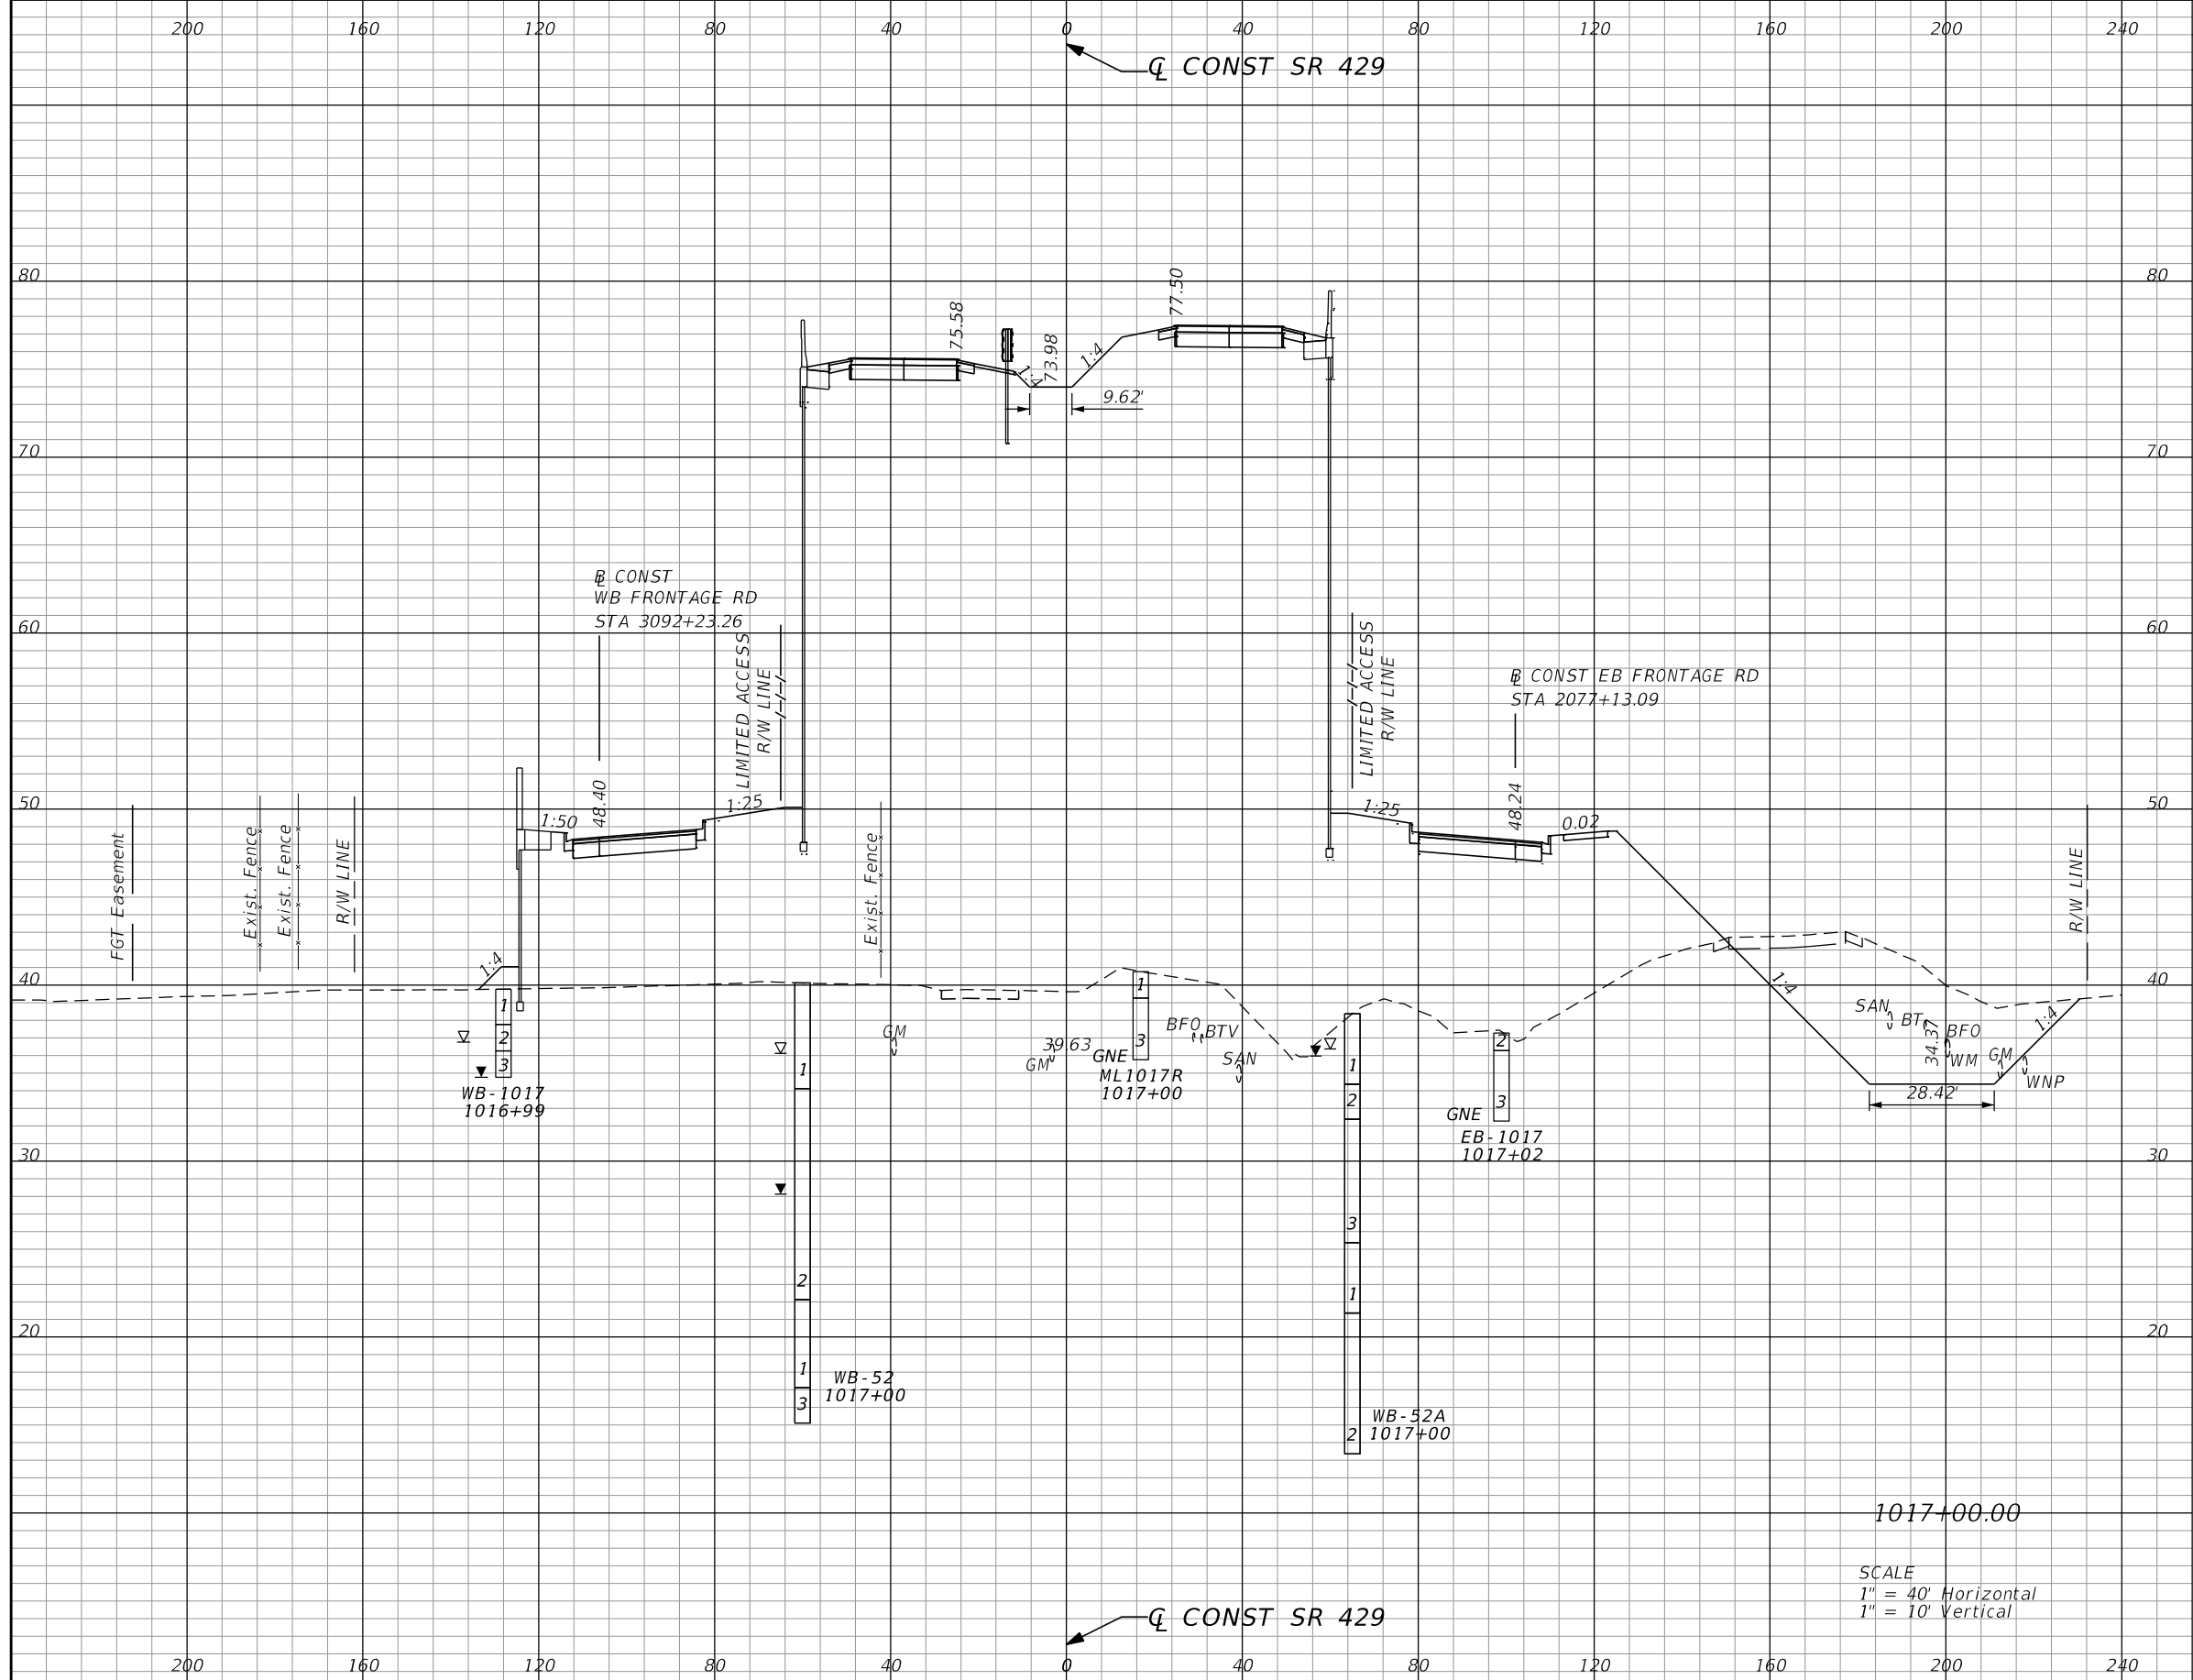 200 160 120 80 40 0 40 80 120 160 200 240
℄ CONST SR 429
80 80
77.50
75.58
73.98
1:4
1:4
9.62'
70 70
60 60
B̵L CONST
WB FRONTAGE RD
STA 3092+23.26
LIMITED ACCESS
R/W LINE
LIMITED ACCESS
R/W LINE
BL CONST EB FRONTAGE RD
STA 2077+13.09
50 50
1:50
48.40
1:25
1:25
48.24
0.02
FGT Easement
Exist. Fence
Exist. Fence
R/W LINE
Exist. Fence
R/W LINE
40 40
1:4
1:4
1:4
1
2
3
WB-1017
1016+99
GM
39.63
GM
GNE
1
3
ML1017R
1017+00
BFO
BTV
SAN
GNE
2
3
EB-1017
1017+02
SAN
BT
34.37
BFO
WM
GM
WNP
28.42'
30 30
20 20
1
2
1
3
WB-52
1017+00
1
2
3
1
2
WB-52A
1017+00
1017+00.00
SCALE
1" = 40' Horizontal
1" = 10' Vertical
℄ CONST SR 429
200 160 120 80 40 0 40 80 120 160 200 240